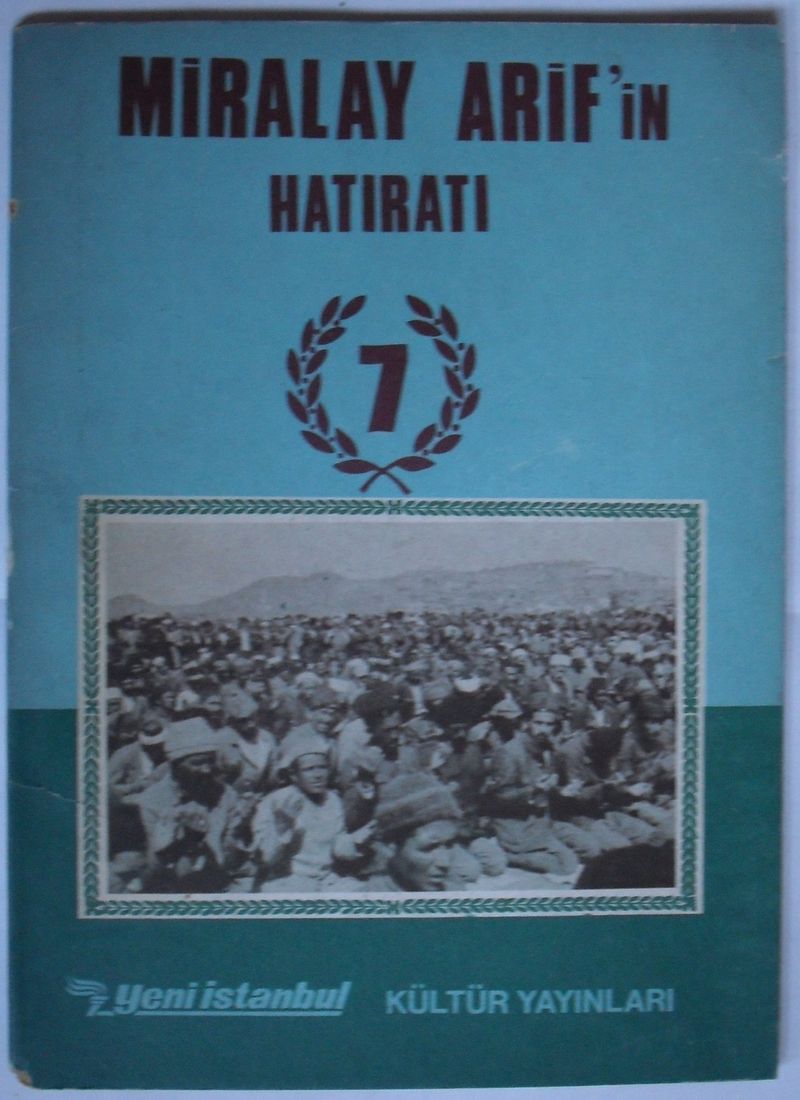 MİRALAY ARİF'İN
HATIRATI
7
yeni istanbul KÜLTÜR YAYINLARI